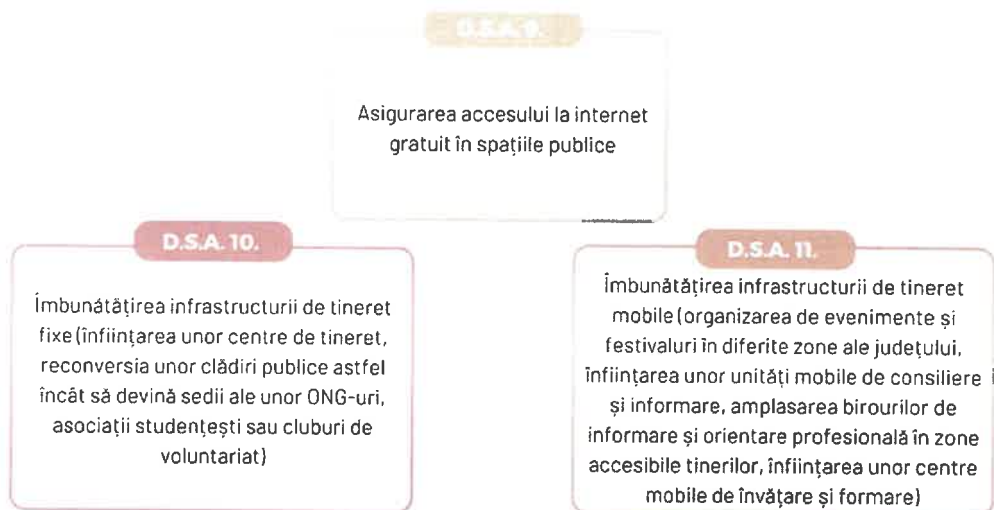 D.S.A. 9.
Asigurarea accesului la internet
gratuit în spațiile publice
D.S.A. 10.
Îmbunătățirea infrastructurii de tineret
fixe (înființarea unor centre de tineret,
reconversia unor clădiri publice astfel
încât să devină sedii ale unor ONG-uri,
asociații studențești sau cluburi de
voluntariat)
D.S.A. 11.
Îmbunătățirea infrastructurii de tineret
mobile (organizarea de evenimente și
festivaluri în diferite zone ale județului,
înființarea unor unități mobile de consiliere
și informare, amplasarea birourilor de
informare și orientare profesională în zone
accesibile tinerilor, înființarea unor centre
mobile de învățare și formare)